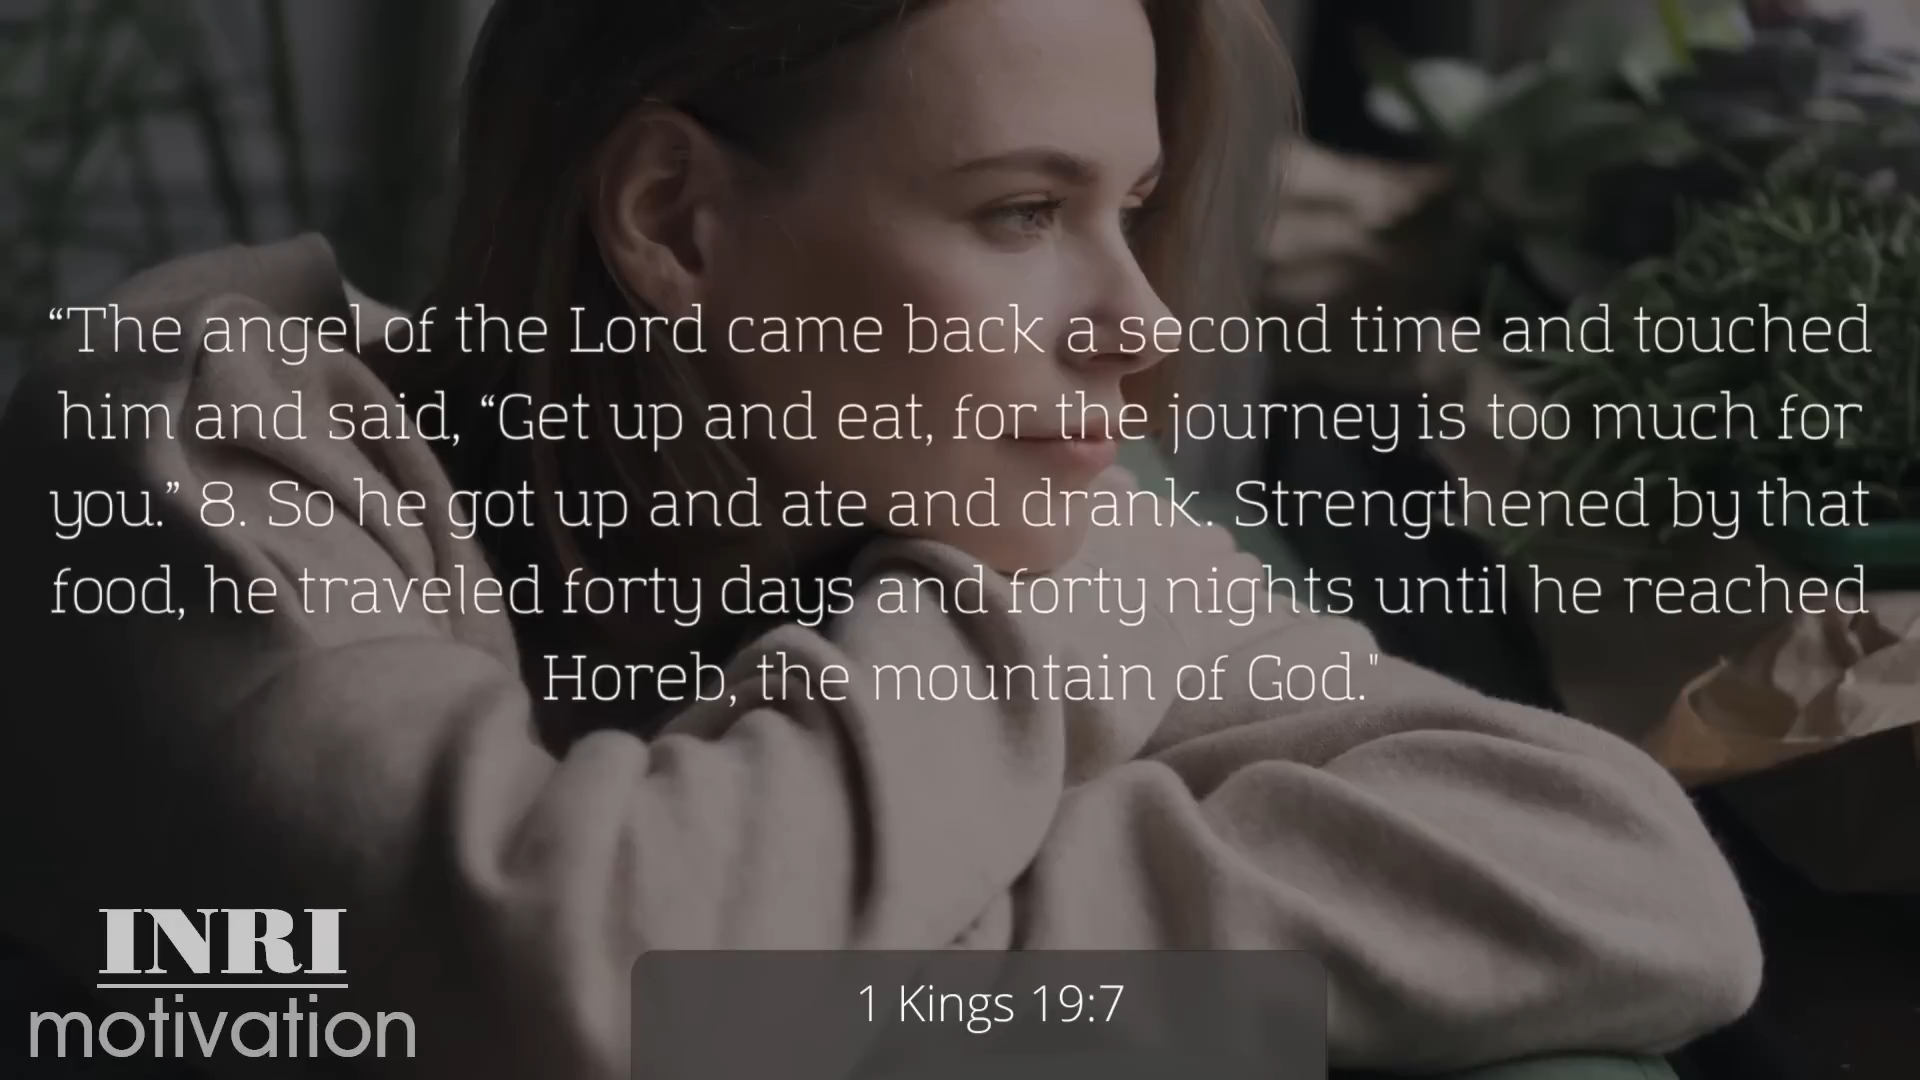 “The angel of the Lord came back a second time and touched
him and said, “Get up and eat, for the journey is too much for
you.” 8. So he got up and ate and drank. Strengthened by that
food, he traveled forty days and forty nights until he reached
Horeb, the mountain of God."
1 Kings 19:7
INRI
motivation